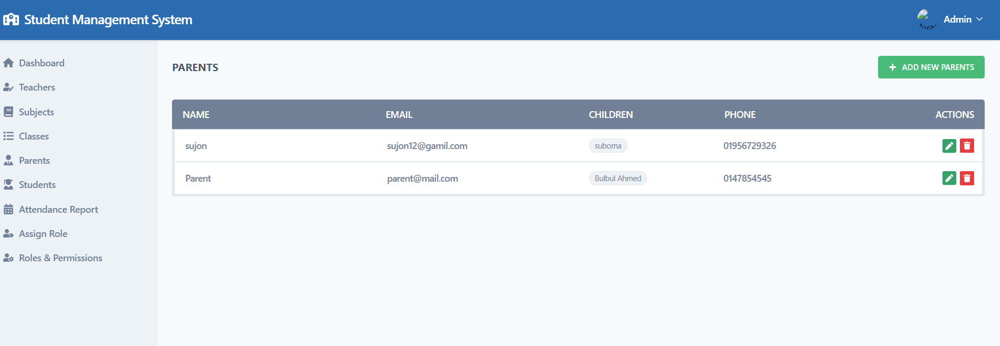 Student Management System
Admin
Dashboard
Teachers
Subjects
Classes
Parents
Students
Attendance Report
Assign Role
Roles & Permissions
PARENTS
ADD NEW PARENTS
NAME EMAIL CHILDREN PHONE ACTIONS
sujon sujon12@gamil.com suborna 01956729326
Parent parent@mail.com Bulbul Ahmed 0147854545